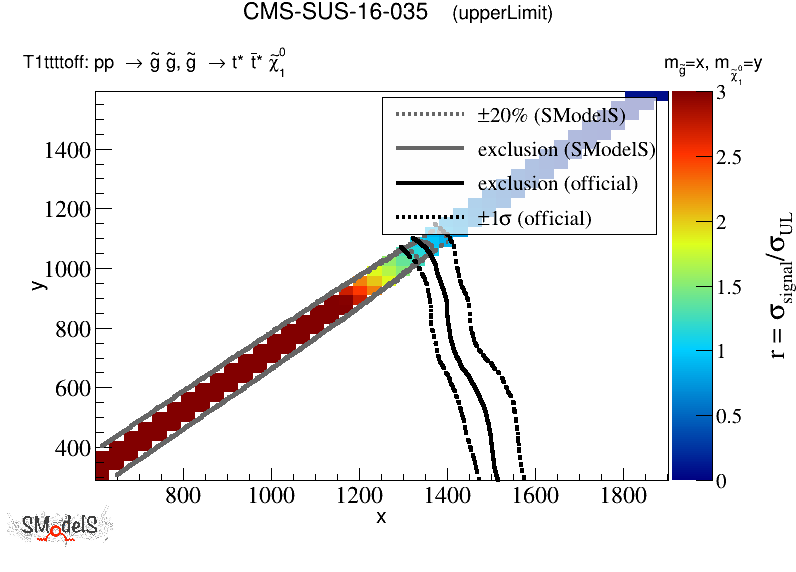 CMS-SUS-16-035 (upperLimit)
T1ttttoff: pp → g̃ g̃, g̃ → t* t̄* χ̃₁⁰
m_g̃=x, m_χ̃₁⁰=y
±20% (SModelS)
exclusion (SModelS)
exclusion (official)
±1σ (official)
1400
1200
1000
800
600
400
y
800
1000
1200
1400
1600
1800
x
3
2.5
2
1.5
1
0.5
0
r = σ_signal/σ_UL
SModelS